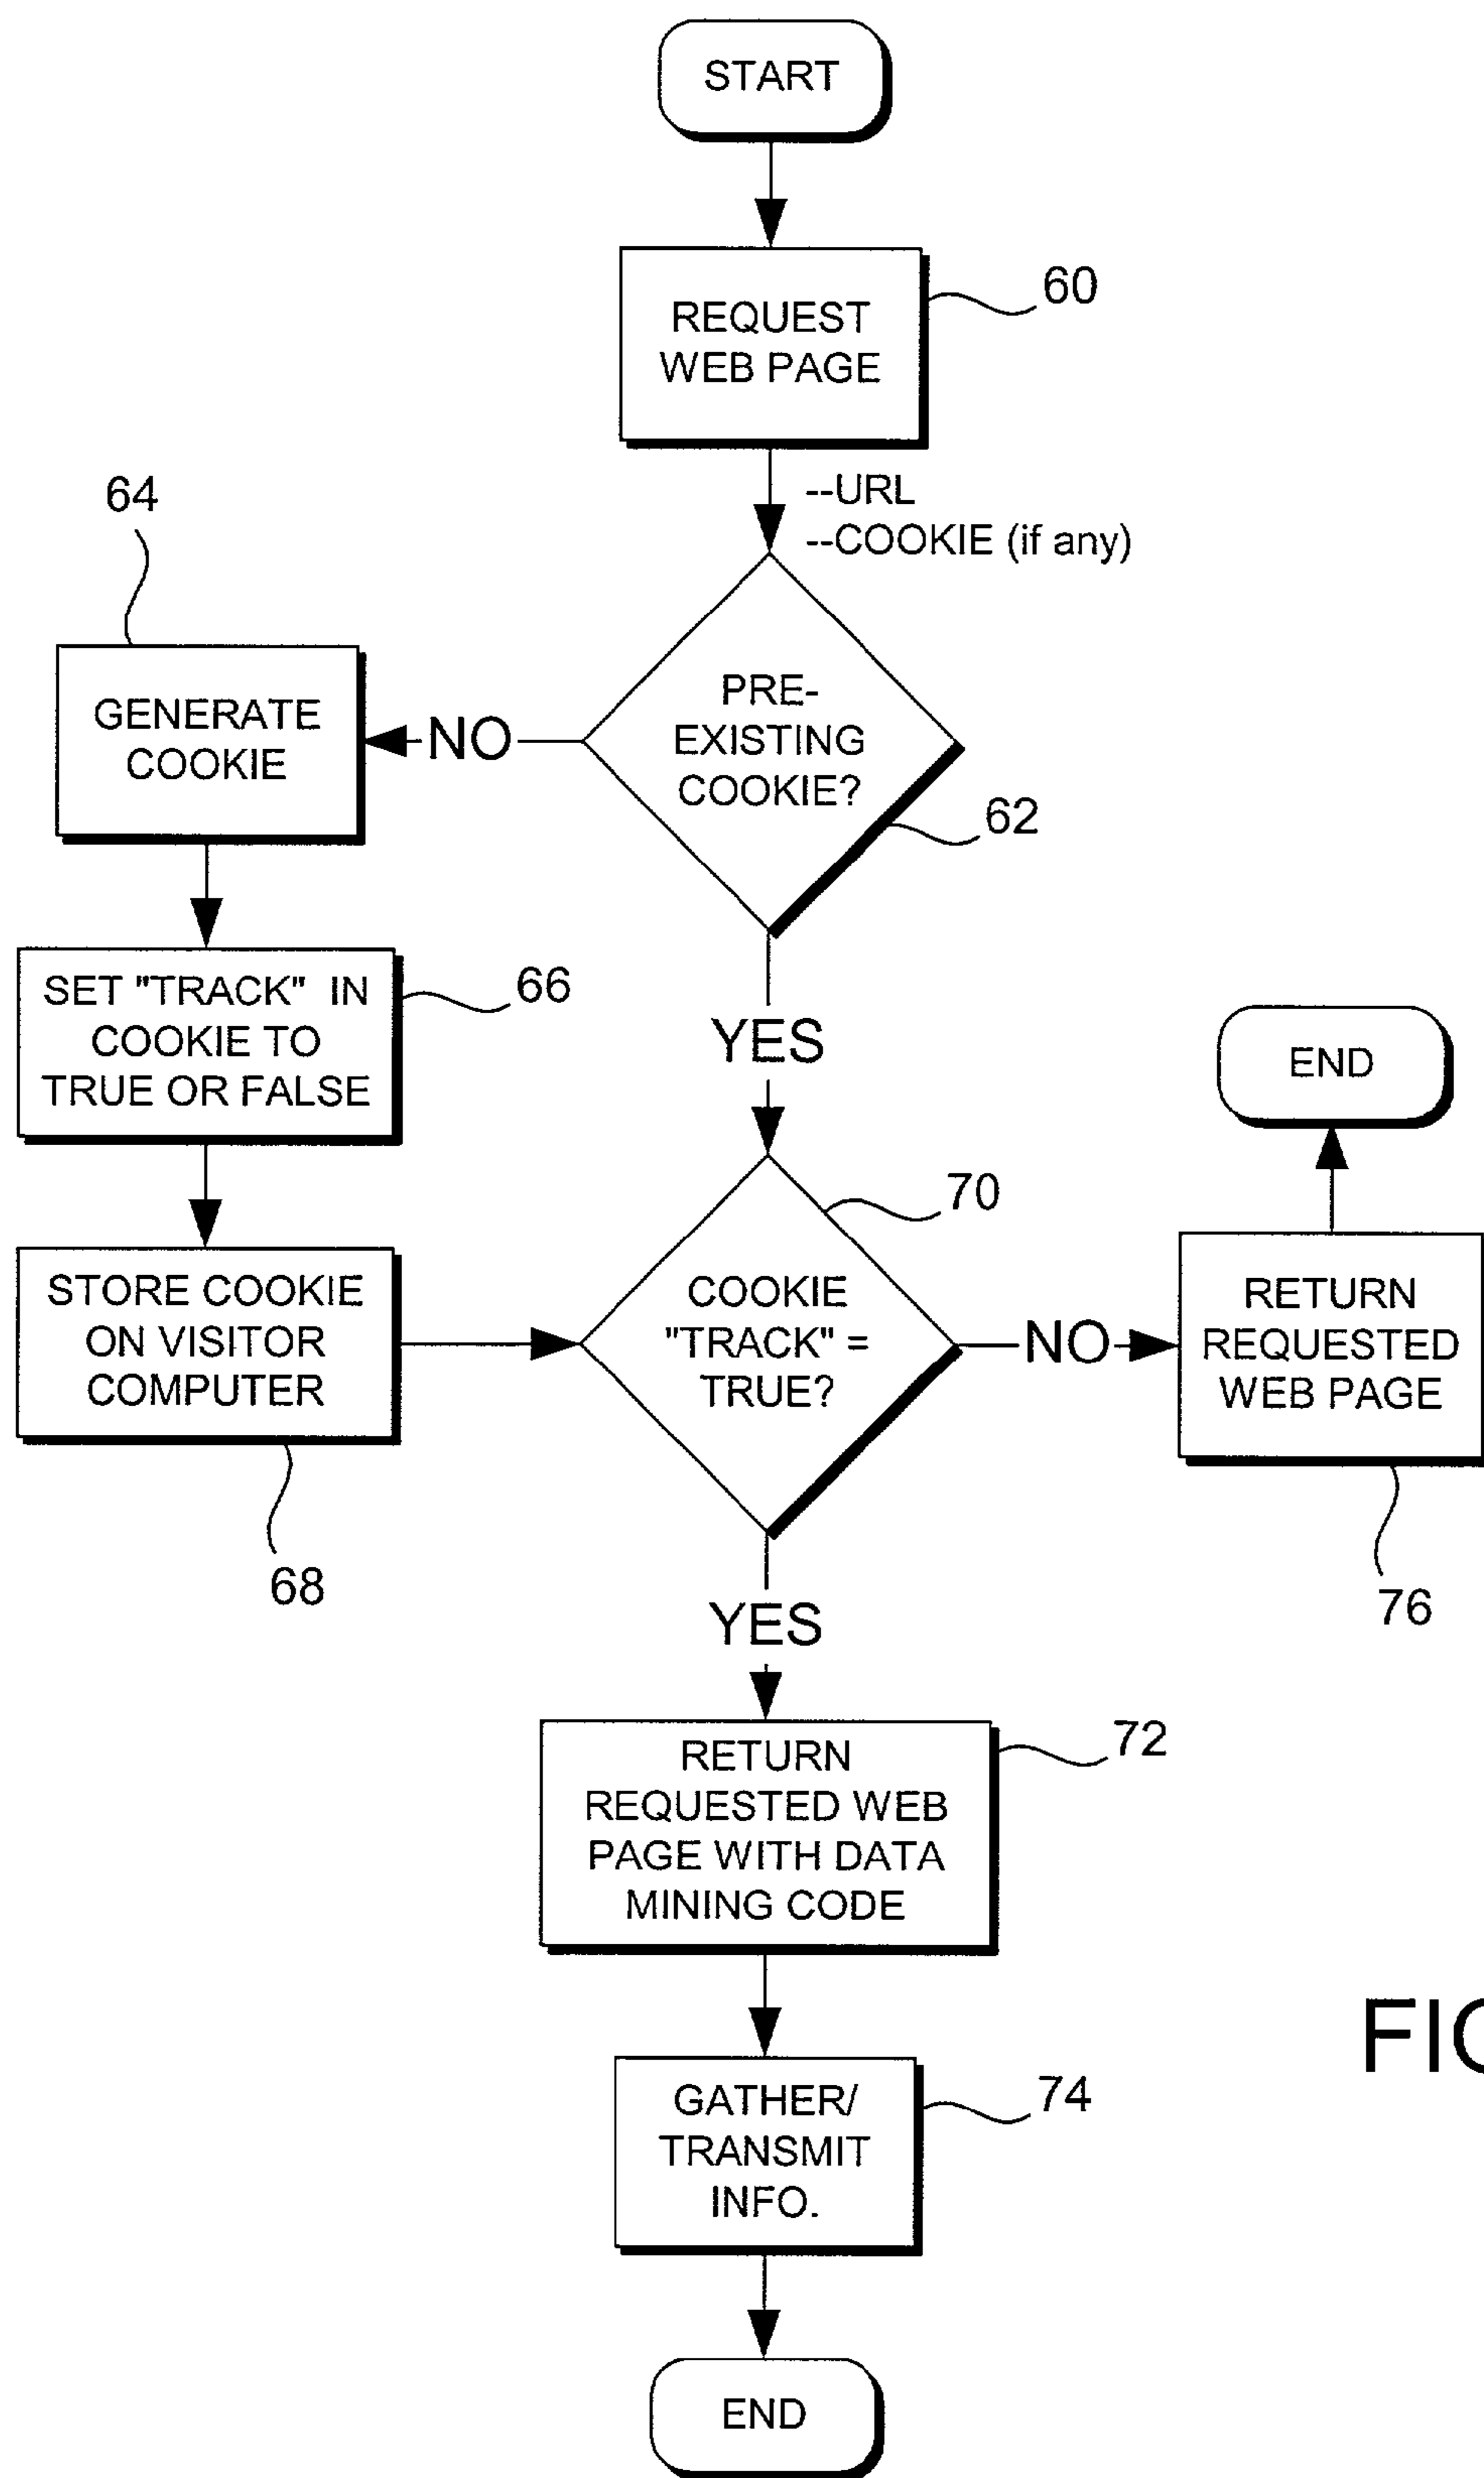 START
REQUEST
WEB PAGE
60
--URL
--COOKIE (if any)
64
GENERATE
COOKIE
NO
PRE-
EXISTING
COOKIE?
62
SET "TRACK" IN
COOKIE TO
TRUE OR FALSE
66
YES
END
STORE COOKIE
ON VISITOR
COMPUTER
68
70
COOKIE
"TRACK" =
TRUE?
NO
RETURN
REQUESTED
WEB PAGE
76
YES
RETURN
REQUESTED WEB
PAGE WITH DATA
MINING CODE
72
GATHER/
TRANSMIT
INFO.
74
END